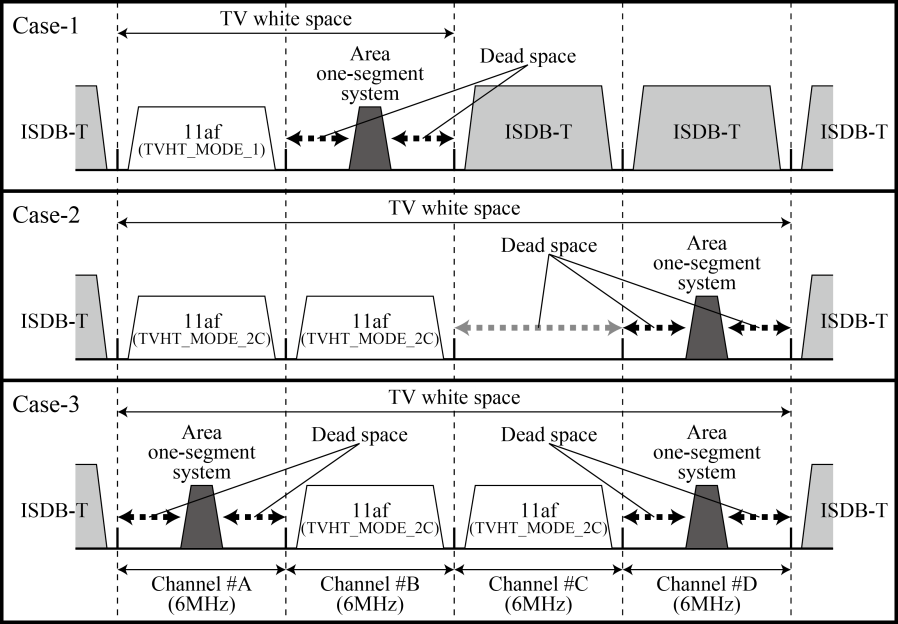 Case-1
TV white space
Area
one-segment
system
Dead space
ISDB-T
11af
(TVHT_MODE_1)
ISDB-T
ISDB-T
ISDB-T
Case-2
TV white space
Dead space
Area
one-segment
system
ISDB-T
11af
(TVHT_MODE_2C)
11af
(TVHT_MODE_2C)
ISDB-T
Case-3
TV white space
Area
one-segment
system
Dead space
Dead space
Area
one-segment
system
ISDB-T
11af
(TVHT_MODE_2C)
11af
(TVHT_MODE_2C)
ISDB-T
Channel #A
(6MHz)
Channel #B
(6MHz)
Channel #C
(6MHz)
Channel #D
(6MHz)